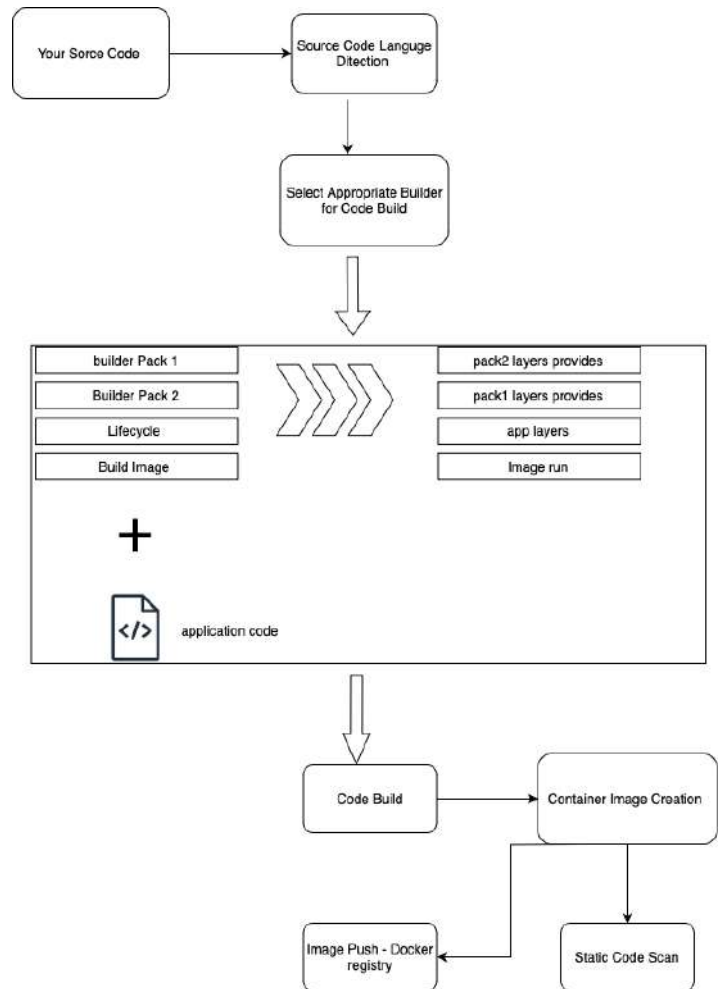 Your Sorce Code
Source Code Languge
Ditection
Select Appropriate Builder
for Code Build
builder Pack 1
Builder Pack 2
Lifecycle
Build Image
pack2 layers provides
pack1 layers provides
app layers
Image run
+
</>
application code
Code Build
Container Image Creation
Image Push - Docker
registry
Static Code Scan